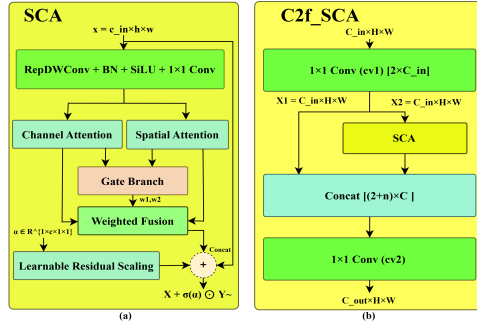 SCA
x = c_in×h×w
RepDWConv + BN + SiLU + 1×1 Conv
Channel Attention
Spatial Attention
Gate Branch
w1,w2
Weighted Fusion
α ∈ R^{1×c×1×1}
Concat
Learnable Residual Scaling
+
X + σ(α) ⊙ Y~
(a)
C2f_SCA
C_in×H×W
1×1 Conv (cv1) [2×C_in]
X1 = C_in×H×W
X2 = C_in×H×W
SCA
Concat [(2+n)×C ]
1×1 Conv (cv2)
C_out×H×W
(b)